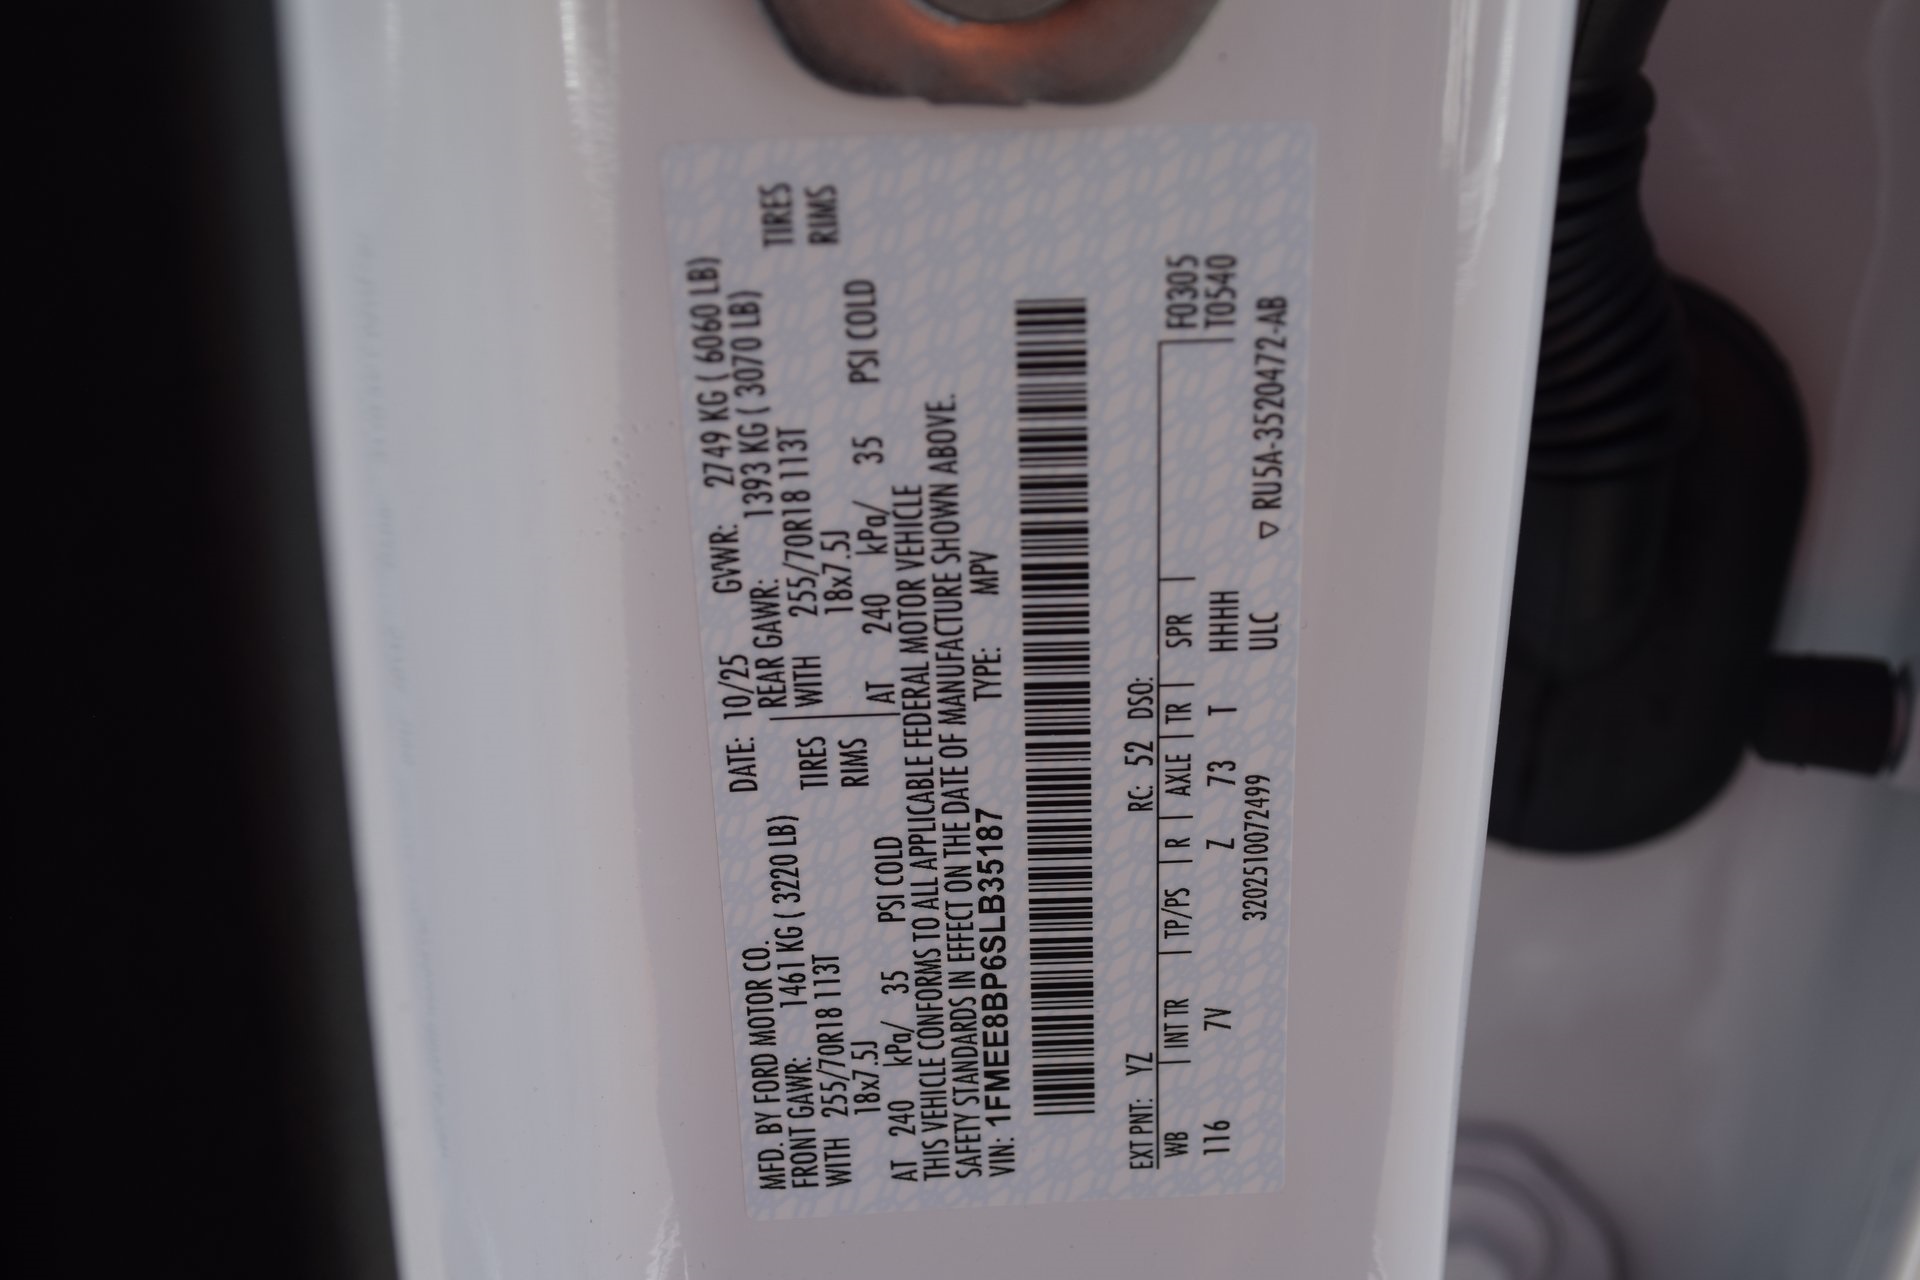 MFD. BY FORD MOTOR CO. DATE: 10/25 GVWR: 2749 KG ( 6060 LB)
FRONT GAWR: 1461 KG ( 3220 LB) REAR GAWR: 1393 KG ( 3070 LB)
WITH 255/70R18 113T TIRES WITH 255/70R18 113T TIRES
18x7.5J RIMS 18x7.5J RIMS
AT 240 kPa/ 35 PSI COLD AT 240 kPa/ 35 PSI COLD
THIS VEHICLE CONFORMS TO ALL APPLICABLE FEDERAL MOTOR VEHICLE
SAFETY STANDARDS IN EFFECT ON THE DATE OF MANUFACTURE SHOWN ABOVE.
VIN: 1FMEE8BP6SLB35187 TYPE: MPV
EXT PNT: YZ RC: 52 DSO:
WB INT TR TP/PS R AXLE TR SPR F0305
116 7V Z 73 T HHHH T0540
3202510072499 ULC ▽ RU5A-3520472-AB